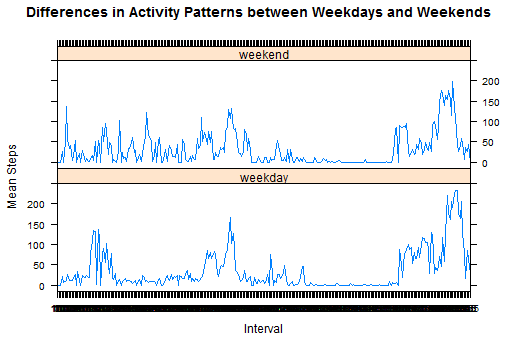 Differences in Activity Patterns between Weekdays and Weekends
weekend
200
150
100
50
0
weekday
200
150
100
50
0
Mean Steps
Interval